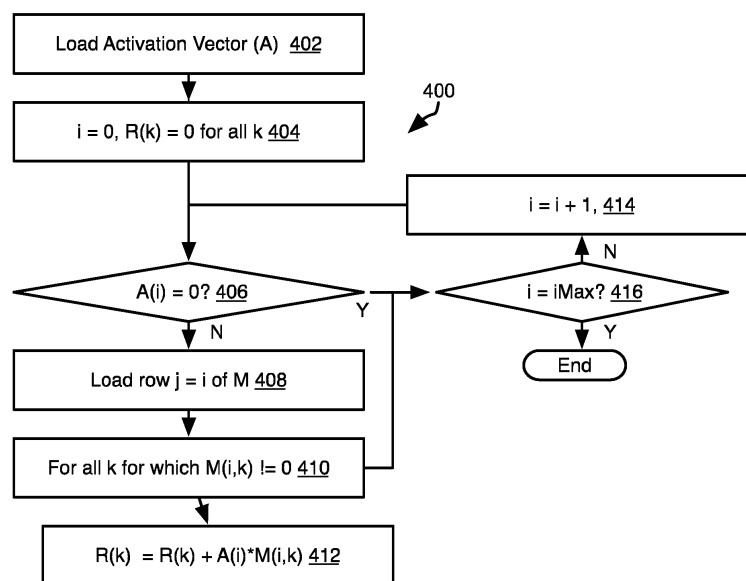 Load Activation Vector (A) 402
400
i = 0, R(k) = 0 for all k 404
i = i + 1, 414
N
A(i) = 0? 406
Y
i = iMax? 416
N
Y
Load row j = i of M 408
End
For all k for which M(i,k) != 0 410
R(k) = R(k) + A(i)*M(i,k) 412